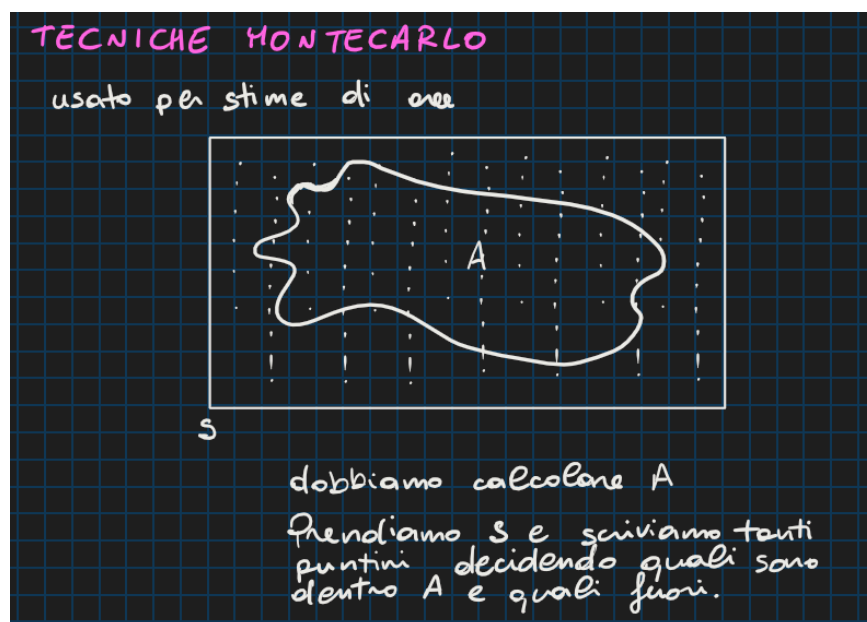 TECNICHE MONTECARLO
usato per stime di aree
A
S
dobbiamo calcolare A
Prendiamo S e scriviamo tanti
puntini decidendo quali sono
dentro A e quali fuori.